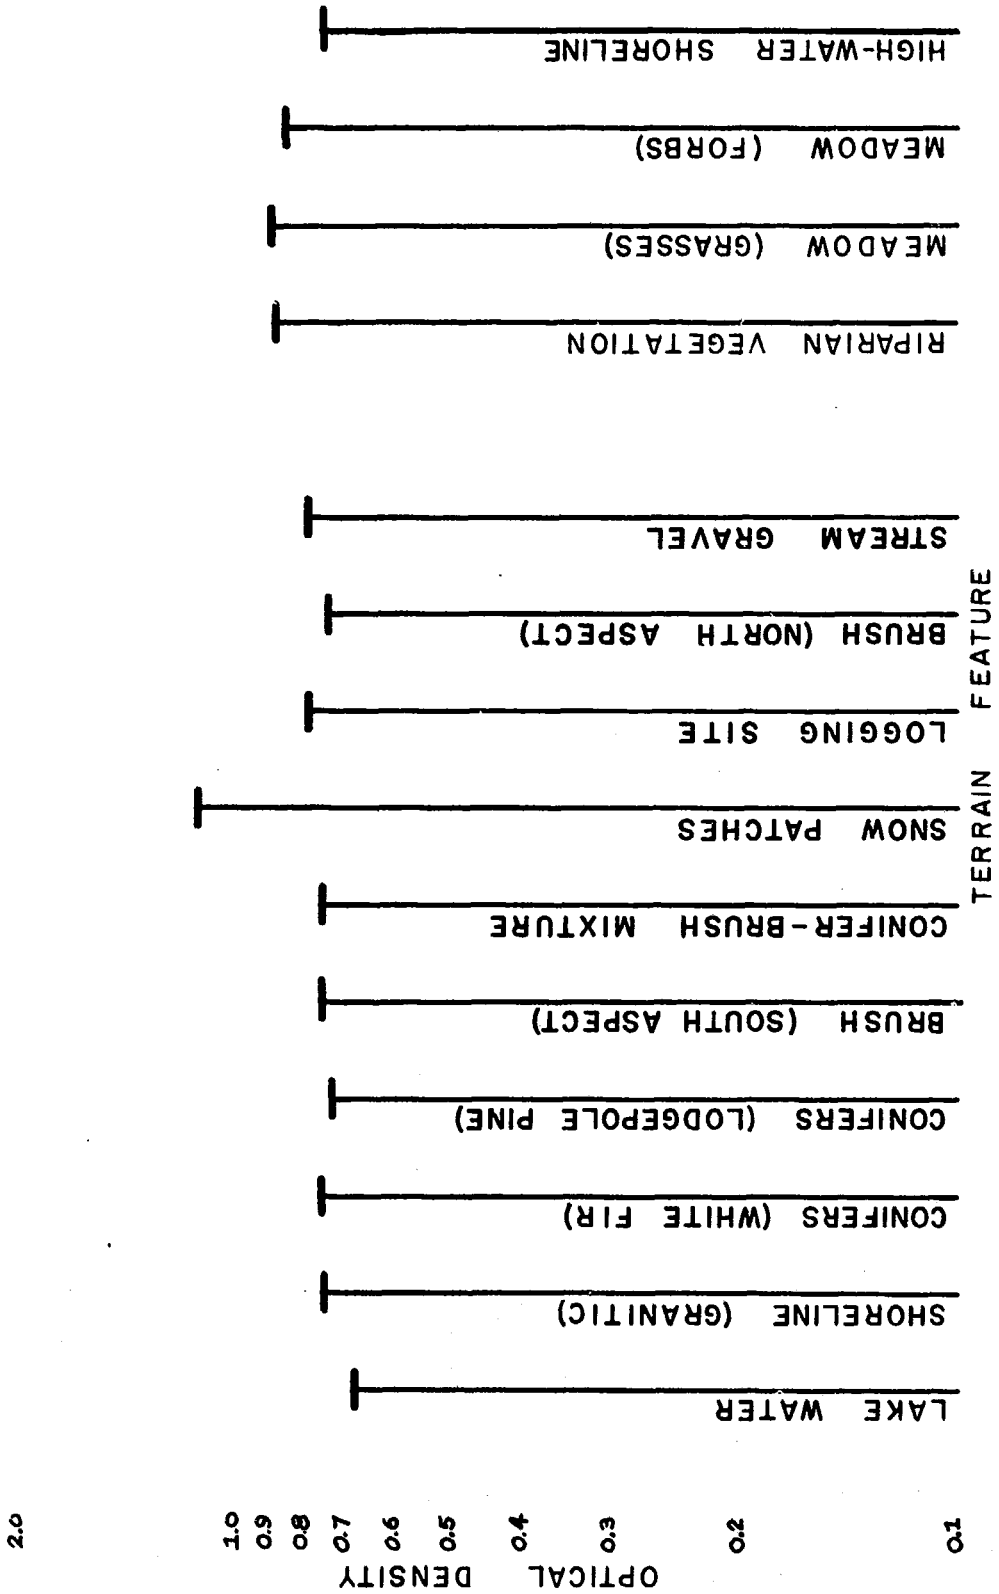 OPTICAL DENSITY
2.0
1.0
0.9
0.8
0.7
0.6
0.5
0.4
0.3
0.2
0.1
LAKE WATER
SHORELINE (GRANITIC)
CONIFERS (WHITE FIR)
CONIFERS (LODGEPOLE PINE)
BRUSH (SOUTH ASPECT)
CONIFER-BRUSH MIXTURE
SNOW PATCHES
LOGGING SITE
BRUSH (NORTH ASPECT)
STREAM GRAVEL
RIPARIAN VEGETATION
MEADOW (GRASSES)
MEADOW (FORBS)
HIGH-WATER SHORELINE
TERRAIN FEATURE